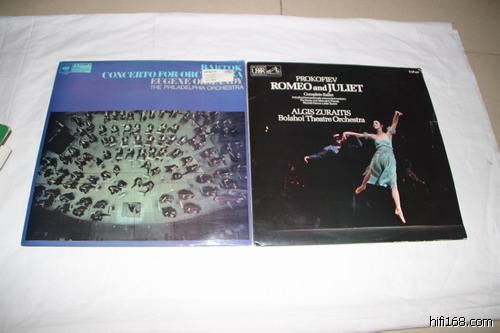 BARTOK
CONCERTO FOR ORCHESTRA
EUGENE ORMANDY
THE PHILADELPHIA ORCHESTRA
PROKOFIEV
ROMEO and JULIET
Complete Ballet
ALGIS ZURAITIS
Bolshoi Theatre Orchestra
hifi168.com